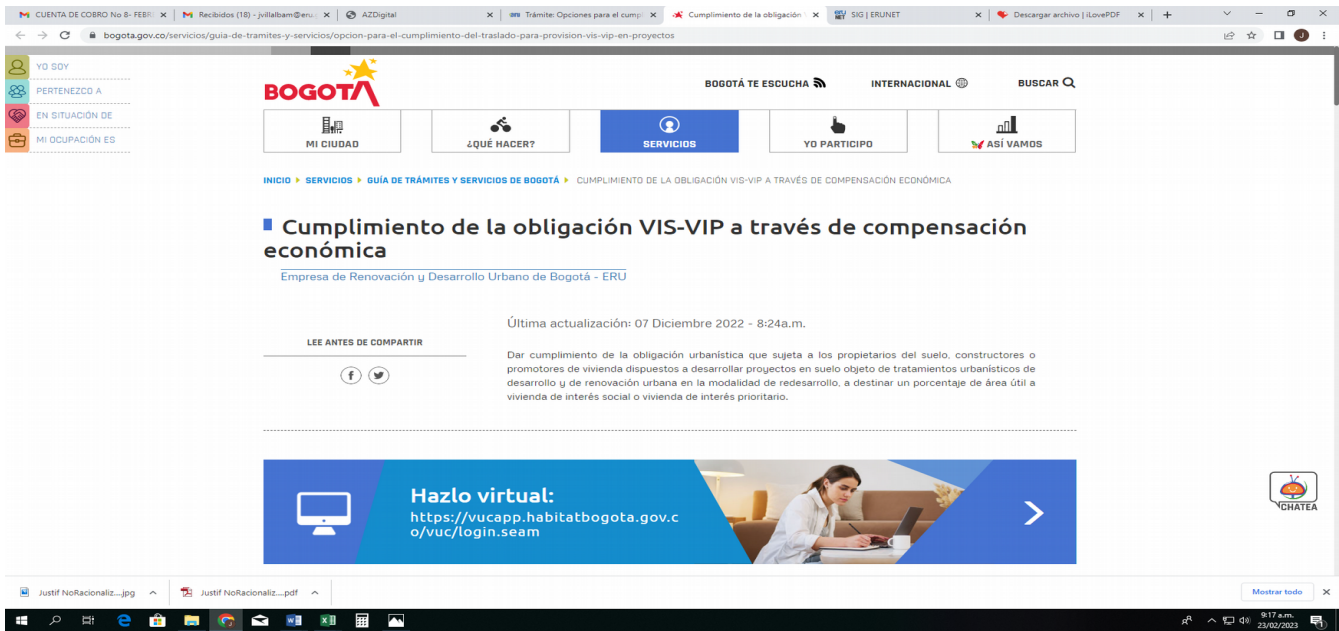 CUENTA DE COBRO No 8- FEBR
Recibidos (18) - jvillalbam@eru.
AZDigital
Trámite: Opciones para el cumpl
Cumplimiento de la obligación
SIG | ERUNET
Descargar archivo | iLovePDF
bogota.gov.co/servicios/guia-de-tramites-y-servicios/opcion-para-el-cumplimiento-del-traslado-para-provision-vis-vip-en-proyectos
YO SOY
PERTENEZCO A
EN SITUACIÓN DE
MI OCUPACIÓN ES
BOGOTA
BOGOTÁ TE ESCUCHA
INTERNACIONAL
BUSCAR
MI CIUDAD
¿QUÉ HACER?
SERVICIOS
YO PARTICIPO
ASÍ VAMOS
INICIO SERVICIOS GUÍA DE TRÁMITES Y SERVICIOS DE BOGOTÁ CUMPLIMIENTO DE LA OBLIGACIÓN VIS-VIP A TRAVÉS DE COMPENSACIÓN ECONÓMICA
Cumplimiento de la obligación VIS-VIP a través de compensación
económica
Empresa de Renovación y Desarrollo Urbano de Bogotá - ERU
Última actualización: 07 Diciembre 2022 - 8:24a.m.
LEE ANTES DE COMPARTIR
Dar cumplimiento de la obligación urbanística que sujeta a los propietarios del suelo, constructores o
promotores de vivienda dispuestos a desarrollar proyectos en suelo objeto de tratamientos urbanísticos de
desarrollo y de renovación urbana en la modalidad de redesarrollo, a destinar un porcentaje de área útil a
vivienda de interés social o vivienda de interés prioritario.
Hazlo virtual:
https://vucapp.habitatbogota.gov.c
o/vuc/login.seam
CHATEA
Justif NoRacionaliz....jpg
Justif NoRacionaliz....pdf
Mostrar todo
9:17 a.m.
23/02/2023